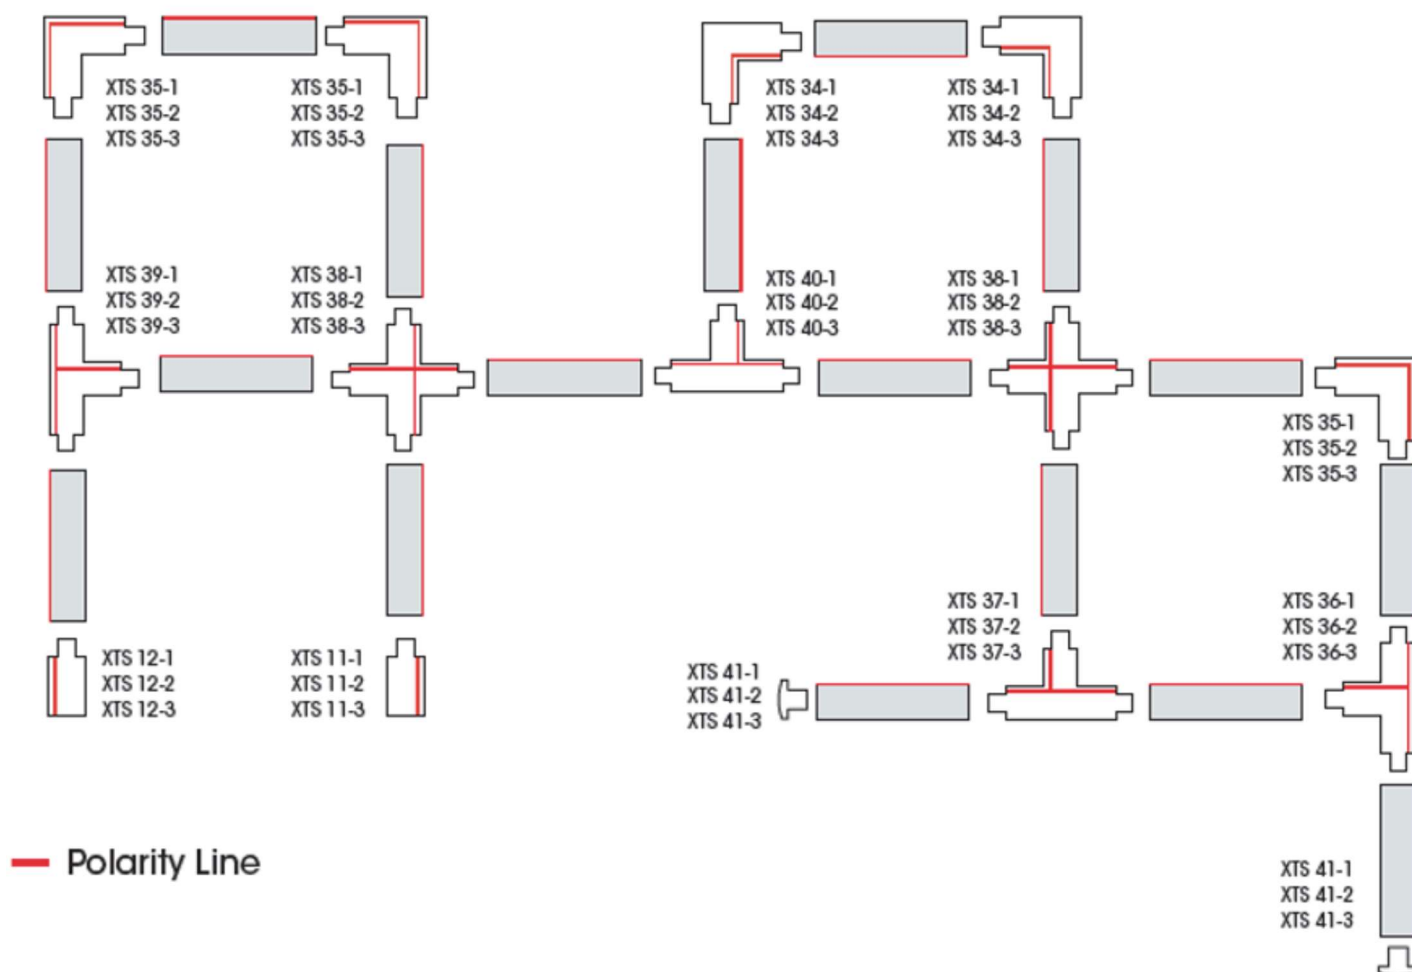 XTS 35-1
XTS 35-2
XTS 35-3
XTS 35-1
XTS 35-2
XTS 35-3
XTS 34-1
XTS 34-2
XTS 34-3
XTS 34-1
XTS 34-2
XTS 34-3
XTS 39-1
XTS 39-2
XTS 39-3
XTS 38-1
XTS 38-2
XTS 38-3
XTS 40-1
XTS 40-2
XTS 40-3
XTS 38-1
XTS 38-2
XTS 38-3
XTS 35-1
XTS 35-2
XTS 35-3
XTS 37-1
XTS 37-2
XTS 37-3
XTS 36-1
XTS 36-2
XTS 36-3
XTS 12-1
XTS 12-2
XTS 12-3
XTS 11-1
XTS 11-2
XTS 11-3
XTS 41-1
XTS 41-2
XTS 41-3
Polarity Line
XTS 41-1
XTS 41-2
XTS 41-3